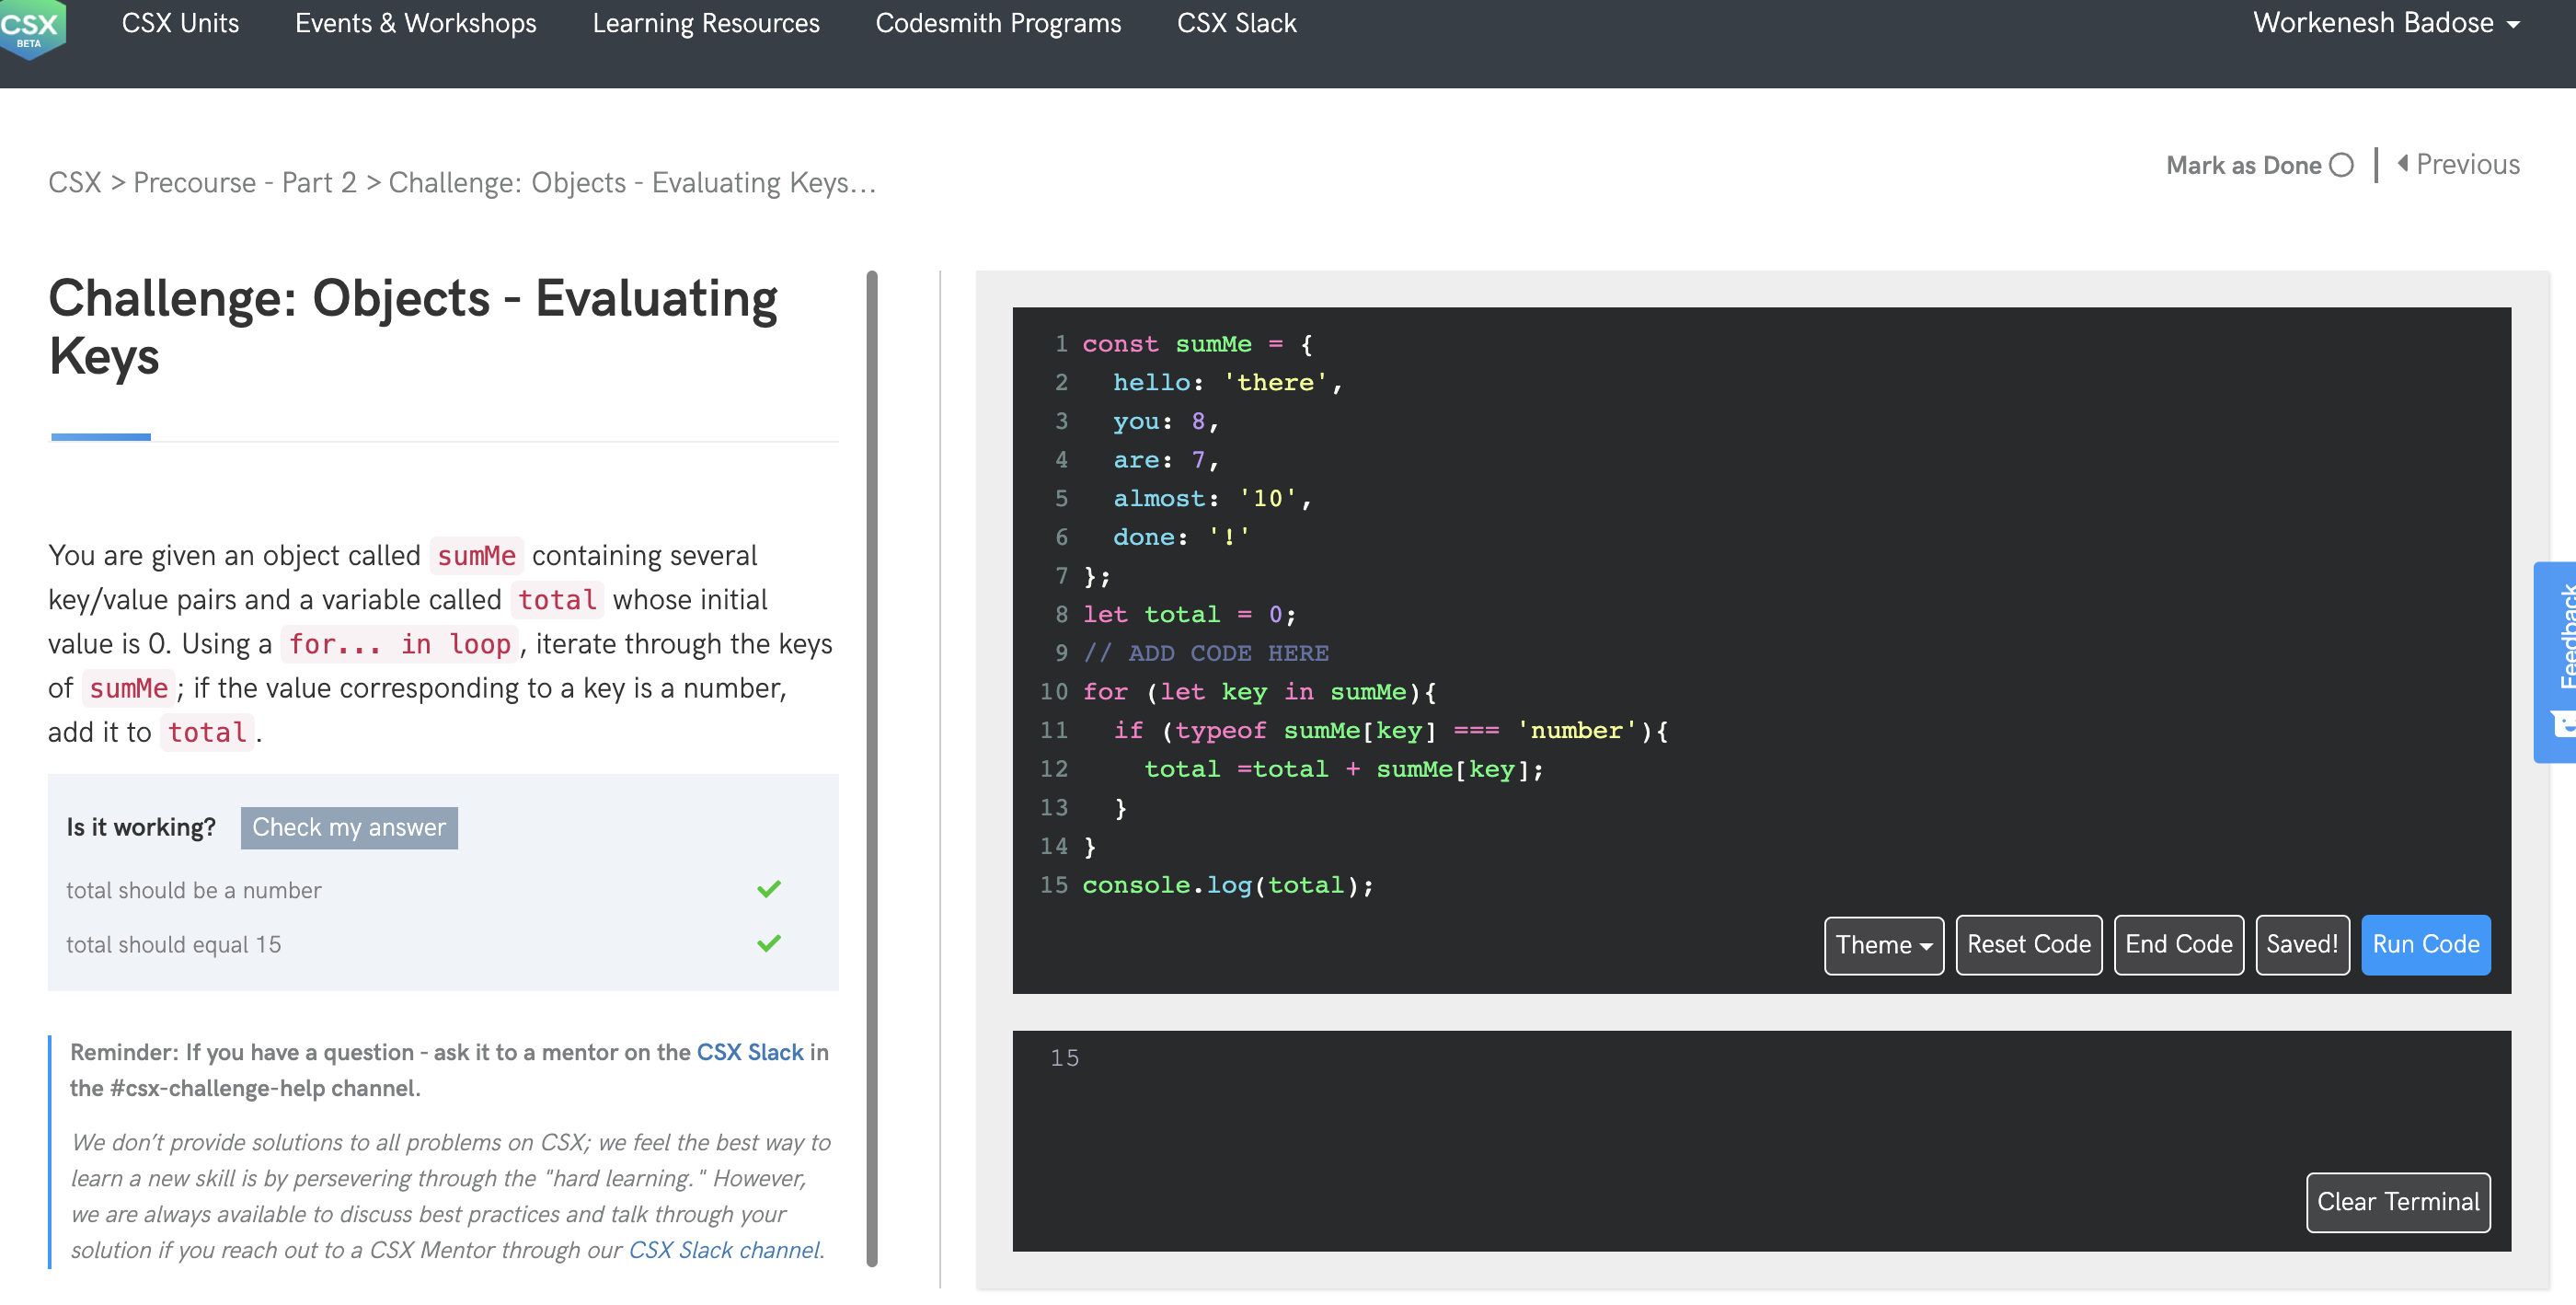 CSX
BETA
CSX Units
Events & Workshops
Learning Resources
Codesmith Programs
CSX Slack
Workenesh Badose
CSX > Precourse - Part 2 > Challenge: Objects - Evaluating Keys...
Mark as Done
Previous
Challenge: Objects - Evaluating
Keys
You are given an object called sumMe containing several
key/value pairs and a variable called total whose initial
value is 0. Using a for... in loop, iterate through the keys
of sumMe; if the value corresponding to a key is a number,
add it to total.
Is it working? Check my answer
total should be a number
total should equal 15
Reminder: If you have a question - ask it to a mentor on the CSX Slack in
the #csx-challenge-help channel.
We don’t provide solutions to all problems on CSX; we feel the best way to
learn a new skill is by persevering through the "hard learning." However,
we are always available to discuss best practices and talk through your
solution if you reach out to a CSX Mentor through our CSX Slack channel.
1 const sumMe = {
2   hello: 'there',
3   you: 8,
4   are: 7,
5   almost: '10',
6   done: '!'
7 };
8 let total = 0;
9 // ADD CODE HERE
10 for (let key in sumMe){
11   if (typeof sumMe[key] === 'number'){
12     total =total + sumMe[key];
13   }
14 }
15 console.log(total);
Theme
Reset Code
End Code
Saved!
Run Code
15
Clear Terminal
Feedback